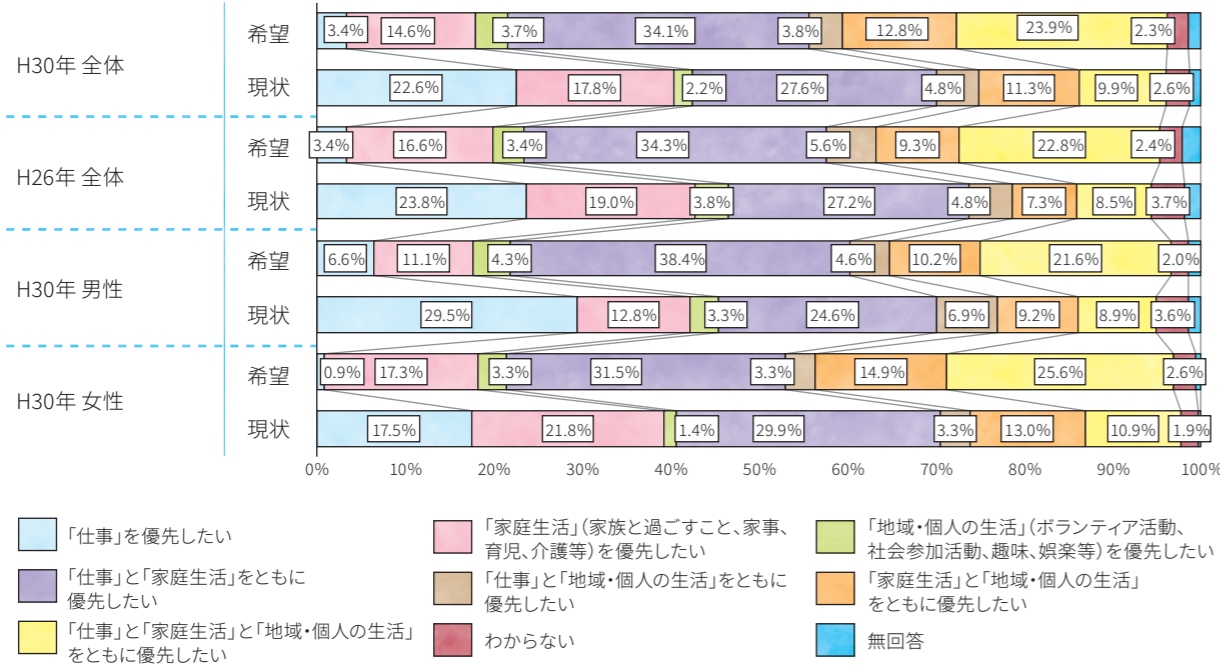 H30年 全体
希望
3.4% 14.6% 3.7% 34.1% 3.8% 12.8% 23.9% 2.3%
現状
22.6% 17.8% 2.2% 27.6% 4.8% 11.3% 9.9% 2.6%
H26年 全体
希望
3.4% 16.6% 3.4% 34.3% 5.6% 9.3% 22.8% 2.4%
現状
23.8% 19.0% 3.8% 27.2% 4.8% 7.3% 8.5% 3.7%
H30年 男性
希望
6.6% 11.1% 4.3% 38.4% 4.6% 10.2% 21.6% 2.0%
現状
29.5% 12.8% 3.3% 24.6% 6.9% 9.2% 8.9% 3.6%
H30年 女性
希望
0.9% 17.3% 3.3% 31.5% 3.3% 14.9% 25.6% 2.6%
現状
17.5% 21.8% 1.4% 29.9% 3.3% 13.0% 10.9% 1.9%
0% 10% 20% 30% 40% 50% 60% 70% 80% 90% 100%
「仕事」を優先したい
「家庭生活」(家族と過ごすこと、家事、
育児、介護等)を優先したい
「地域・個人の生活」(ボランティア活動、
社会参加活動、趣味、娯楽等)を優先したい
「仕事」と「家庭生活」をともに
優先したい
「仕事」と「地域・個人の生活」をともに
優先したい
「家庭生活」と「地域・個人の生活」
をともに優先したい
「仕事」と「家庭生活」と「地域・個人の生活」
をともに優先したい
わからない
無回答